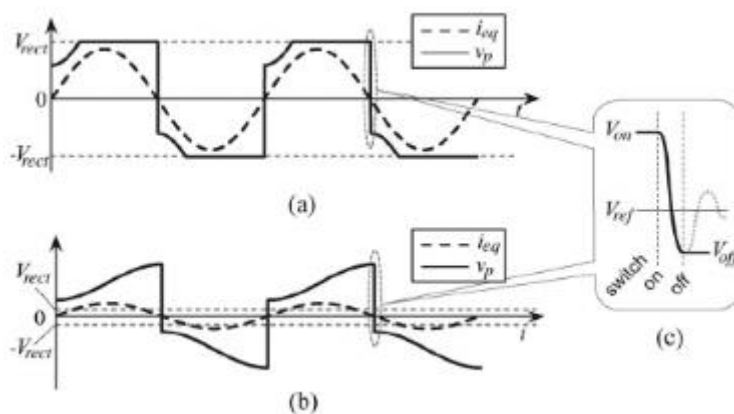 V_rect
0
-V_rect
i_eq
v_p
t
(a)
V_rect
0
-V_rect
i_eq
v_p
t
(b)
V_on
V_ref
V_off
switch
on
off
(c)